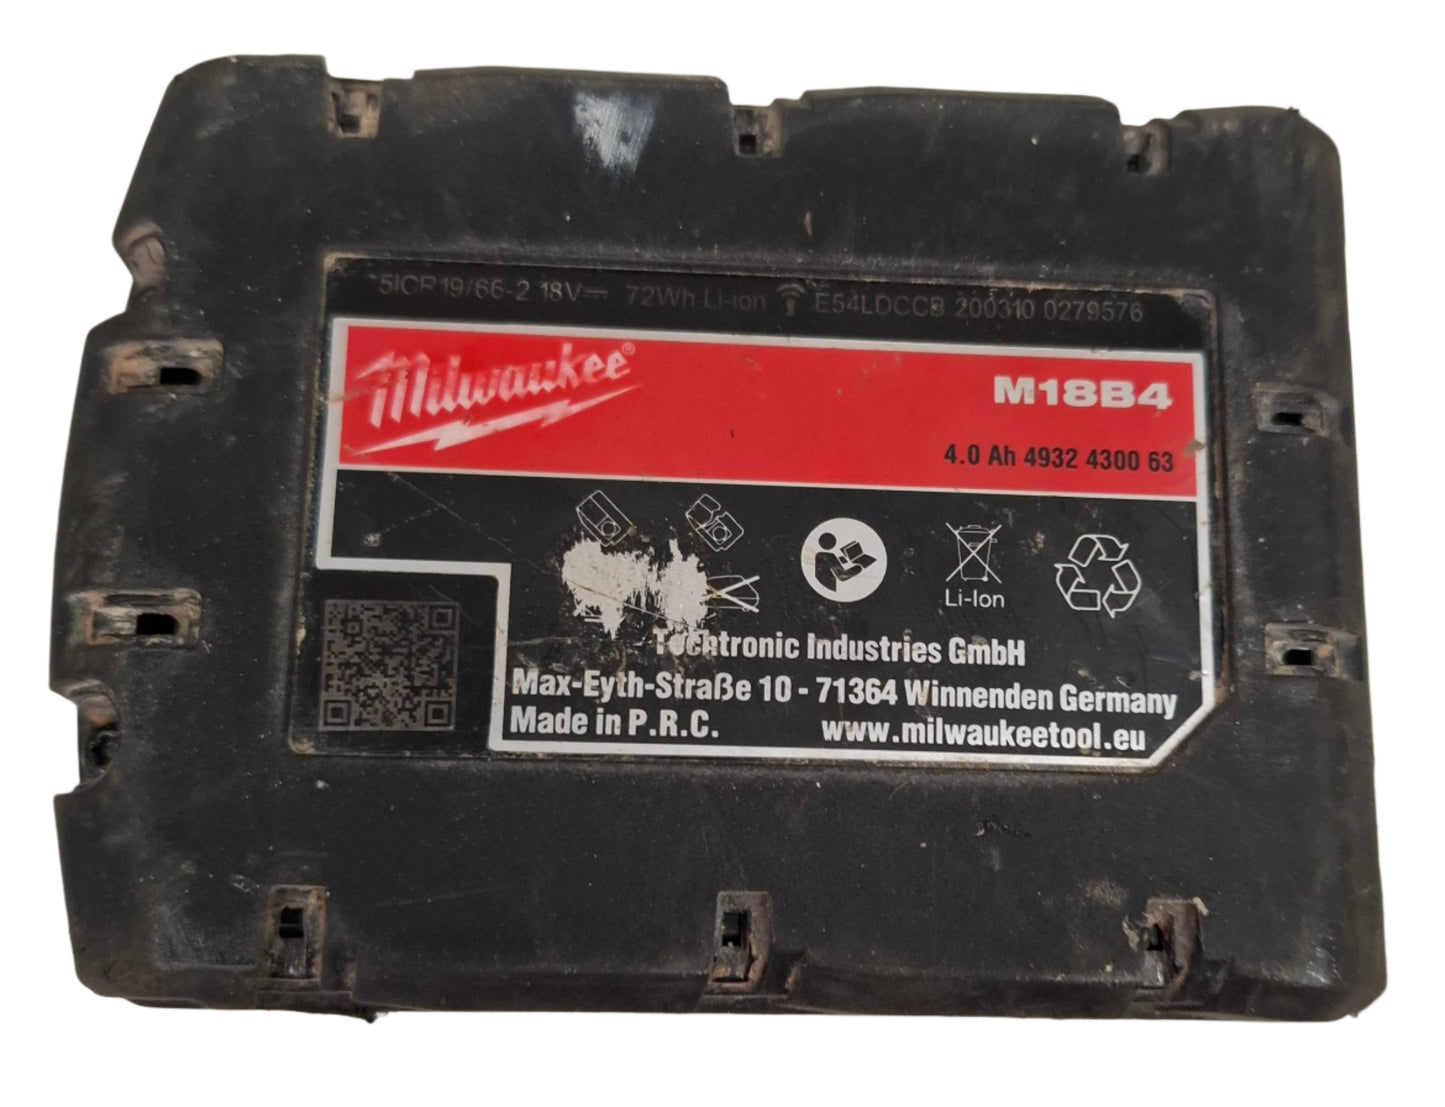 5ICR19/66-2 18V⎓ 72Wh Li-ion E54LDCCB 200310 0279576
Milwaukee®
M18B4
4.0 Ah 4932 4300 63
Li-Ion
Techtronic Industries GmbH
Max-Eyth-Straße 10 - 71364 Winnenden Germany
Made in P.R.C. www.milwaukeetool.eu